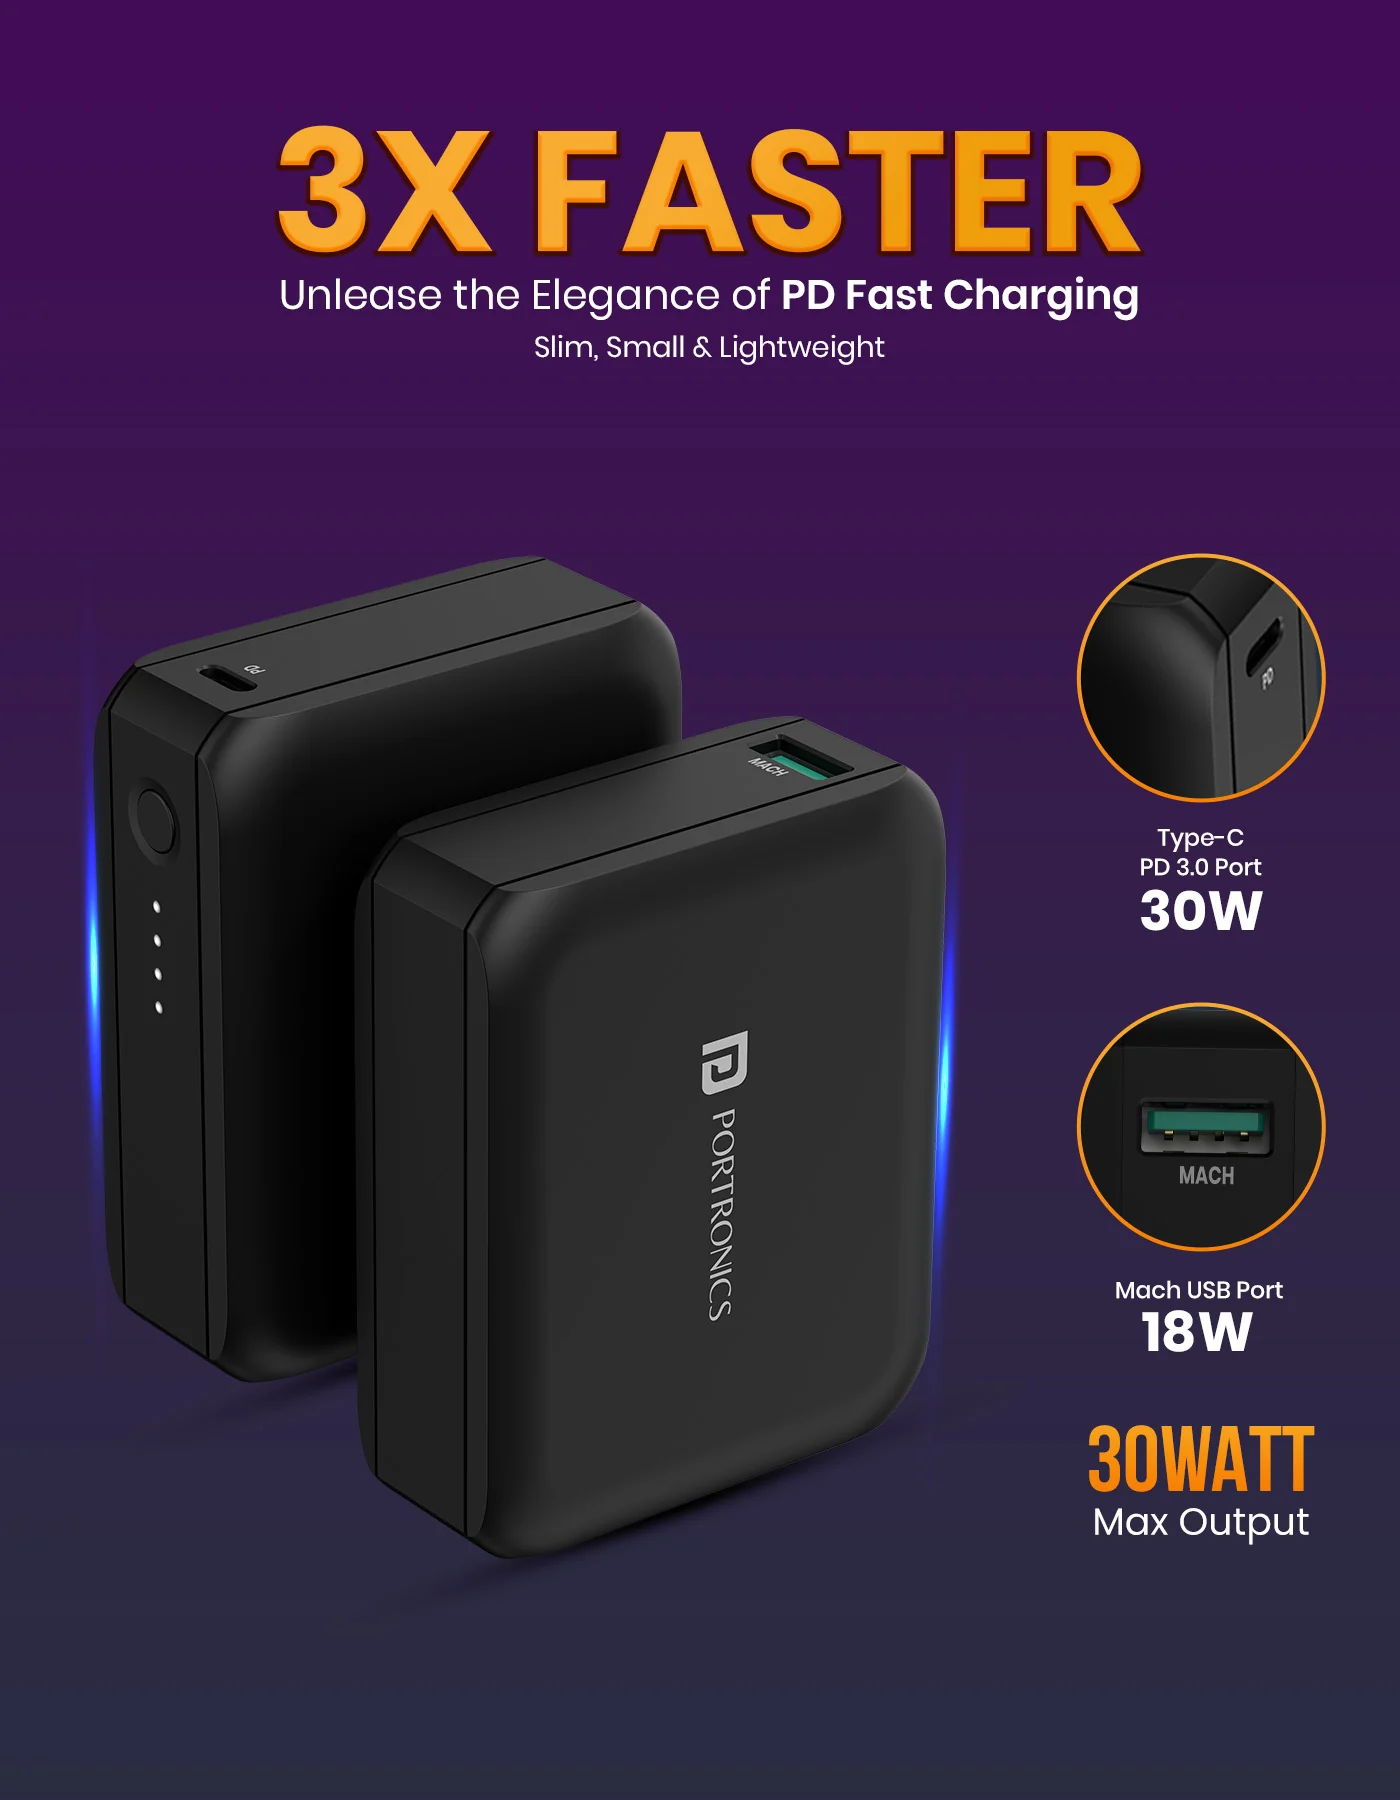 3X FASTER
Unlease the Elegance of PD Fast Charging
Slim, Small & Lightweight
PD
MACH
PORTRONICS
PD
Type-C
PD 3.0 Port
30W
MACH
Mach USB Port
18W
30WATT
Max Output